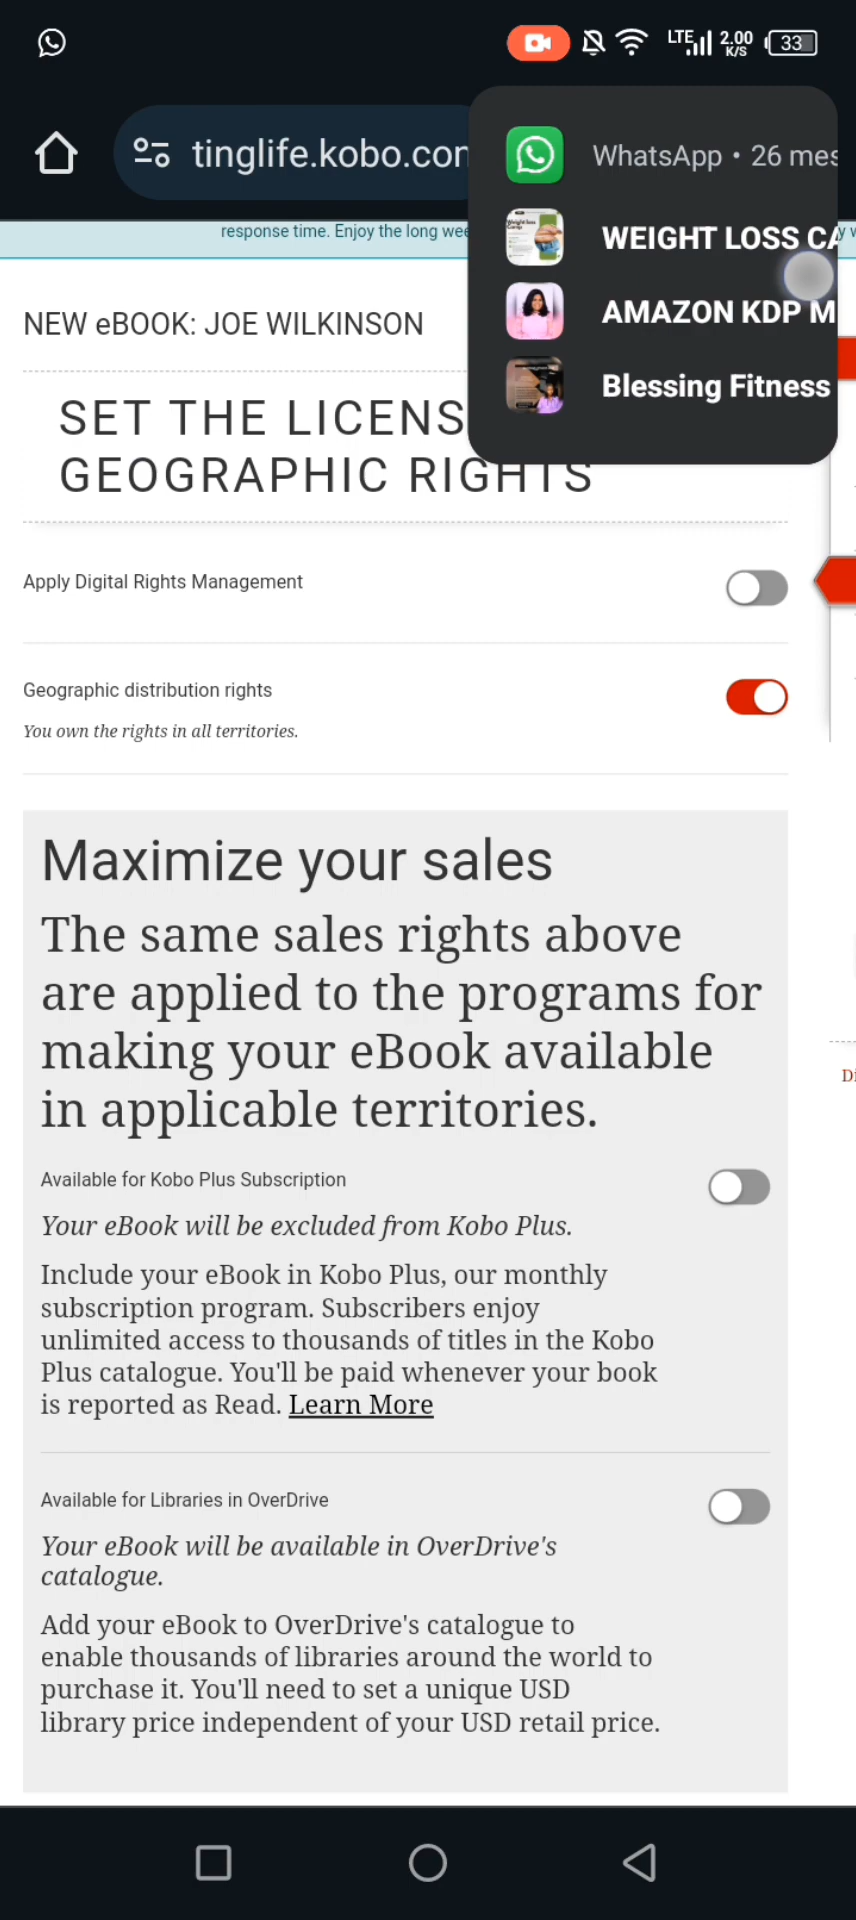 LTE 2.00 K/S 33
tinglife.kobo.con
WhatsApp • 26 mes
WEIGHT LOSS CA
AMAZON KDP M
Blessing Fitness
response time. Enjoy the long wee
NEW eBOOK: JOE WILKINSON
SET THE LICENS
GEOGRAPHIC RIGHTS
Apply Digital Rights Management
Geographic distribution rights
You own the rights in all territories.
Maximize your sales
The same sales rights above
are applied to the programs for
making your eBook available
in applicable territories.
Di
Available for Kobo Plus Subscription
Your eBook will be excluded from Kobo Plus.
Include your eBook in Kobo Plus, our monthly
subscription program. Subscribers enjoy
unlimited access to thousands of titles in the Kobo
Plus catalogue. You'll be paid whenever your book
is reported as Read. Learn More
Available for Libraries in OverDrive
Your eBook will be available in OverDrive's
catalogue.
Add your eBook to OverDrive's catalogue to
enable thousands of libraries around the world to
purchase it. You'll need to set a unique USD
library price independent of your USD retail price.